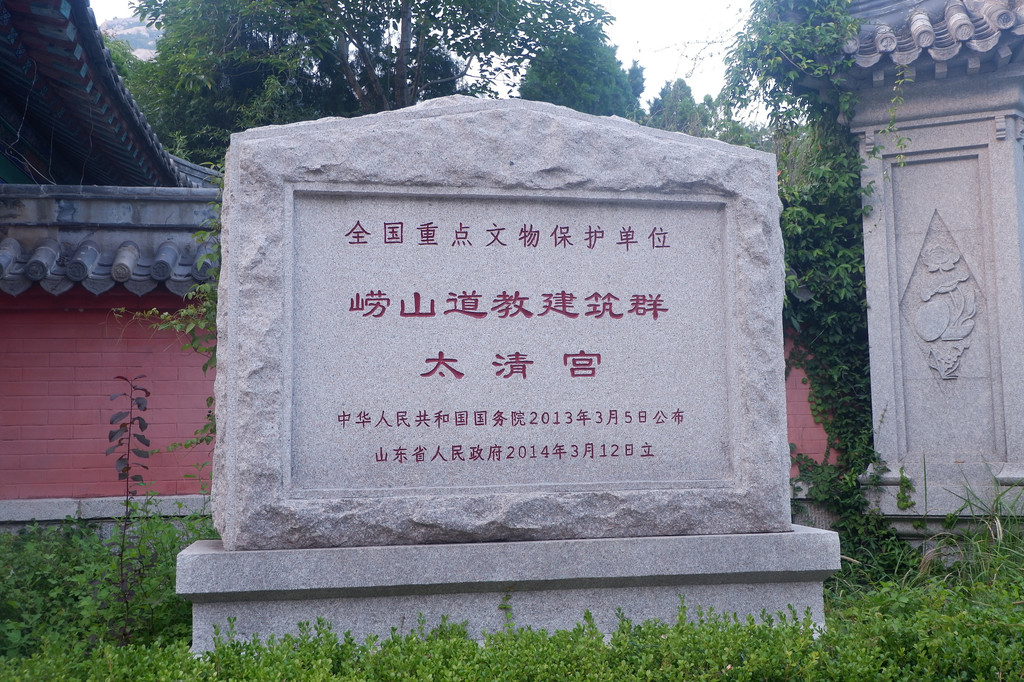 全国重点文物保护单位
崂山道教建筑群
太清宫
中华人民共和国国务院2013年3月5日公布
山东省人民政府2014年3月12日立